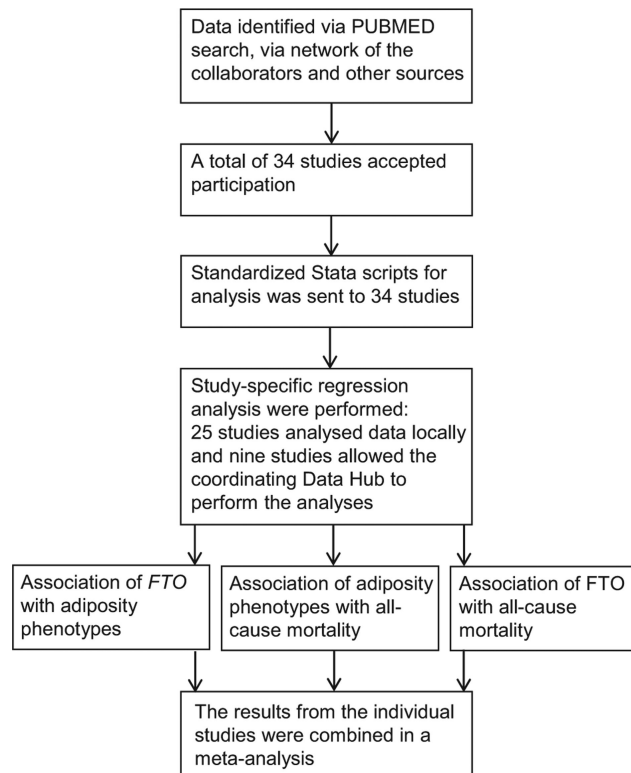 Data identified via PUBMED
search, via network of the
collaborators and other sources
A total of 34 studies accepted
participation
Standardized Stata scripts for
analysis was sent to 34 studies
Study-specific regression
analysis were performed:
25 studies analysed data locally
and nine studies allowed the
coordinating Data Hub to
perform the analyses
Association of FTO
with adiposity
phenotypes
Association of adiposity
phenotypes with all-
cause mortality
Association of FTO
with all-cause
mortality
The results from the individual
studies were combined in a
meta-analysis